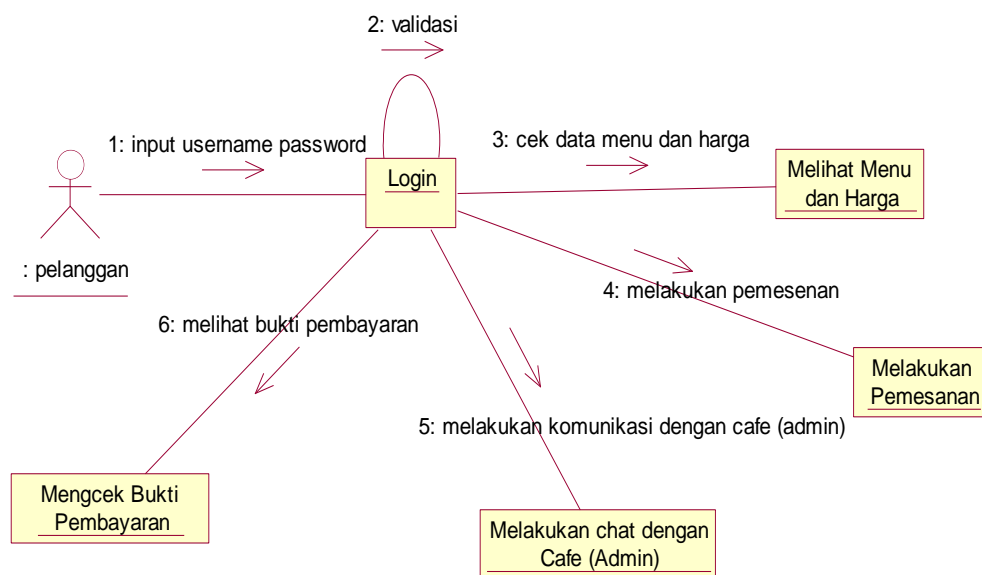 2: validasi
1: input username password
3: cek data menu dan harga
Login
Melihat Menu
dan Harga
: pelanggan
4: melakukan pemesenan
6: melihat bukti pembayaran
Melakukan
Pemesanan
5: melakukan komunikasi dengan cafe (admin)
Mengcek Bukti
Pembayaran
Melakukan chat dengan
Cafe (Admin)